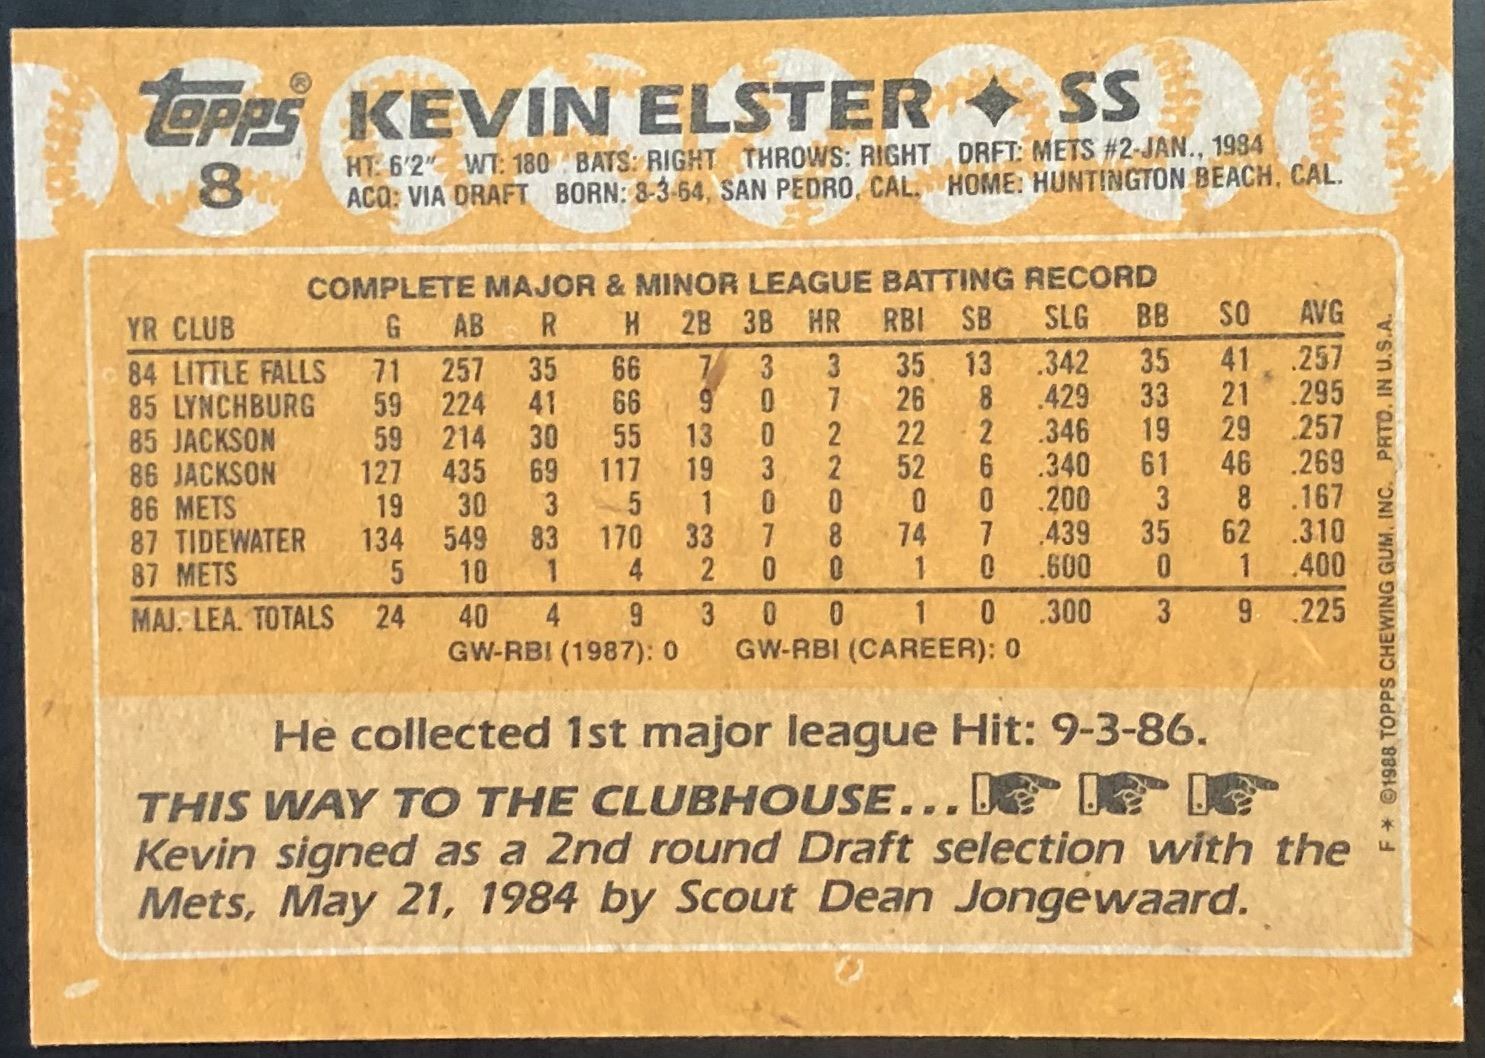 topps®
8
KEVIN ELSTER ✦ SS
HT: 6'2" WT: 180 BATS: RIGHT THROWS: RIGHT DRFT: METS #2-JAN., 1984
ACQ: VIA DRAFT BORN: 8-3-64, SAN PEDRO, CAL. HOME: HUNTINGTON BEACH, CAL.
COMPLETE MAJOR & MINOR LEAGUE BATTING RECORD
YR CLUB G AB R H 2B 3B HR RBI SB SLG BB SO AVG
84 LITTLE FALLS 71 257 35 66 7 3 3 35 13 .342 35 41 .257
85 LYNCHBURG 59 224 41 66 9 0 7 26 8 .429 33 21 .295
85 JACKSON 59 214 30 55 13 0 2 22 2 .346 19 29 .257
86 JACKSON 127 435 69 117 19 3 2 52 6 .340 61 46 .269
86 METS 19 30 3 5 1 0 0 0 0 .200 3 8 .167
87 TIDEWATER 134 549 83 170 33 7 8 74 7 .439 35 62 .310
87 METS 5 10 1 4 2 0 0 1 0 .600 0 1 .400
MAJ. LEA. TOTALS 24 40 4 9 3 0 0 1 0 .300 3 9 .225
GW-RBI (1987): 0 GW-RBI (CAREER): 0
He collected 1st major league Hit: 9-3-86.
THIS WAY TO THE CLUBHOUSE...
Kevin signed as a 2nd round Draft selection with the
Mets, May 21, 1984 by Scout Dean Jongewaard.
F * ©1988 TOPPS CHEWING GUM, INC. PRTD. IN U.S.A.